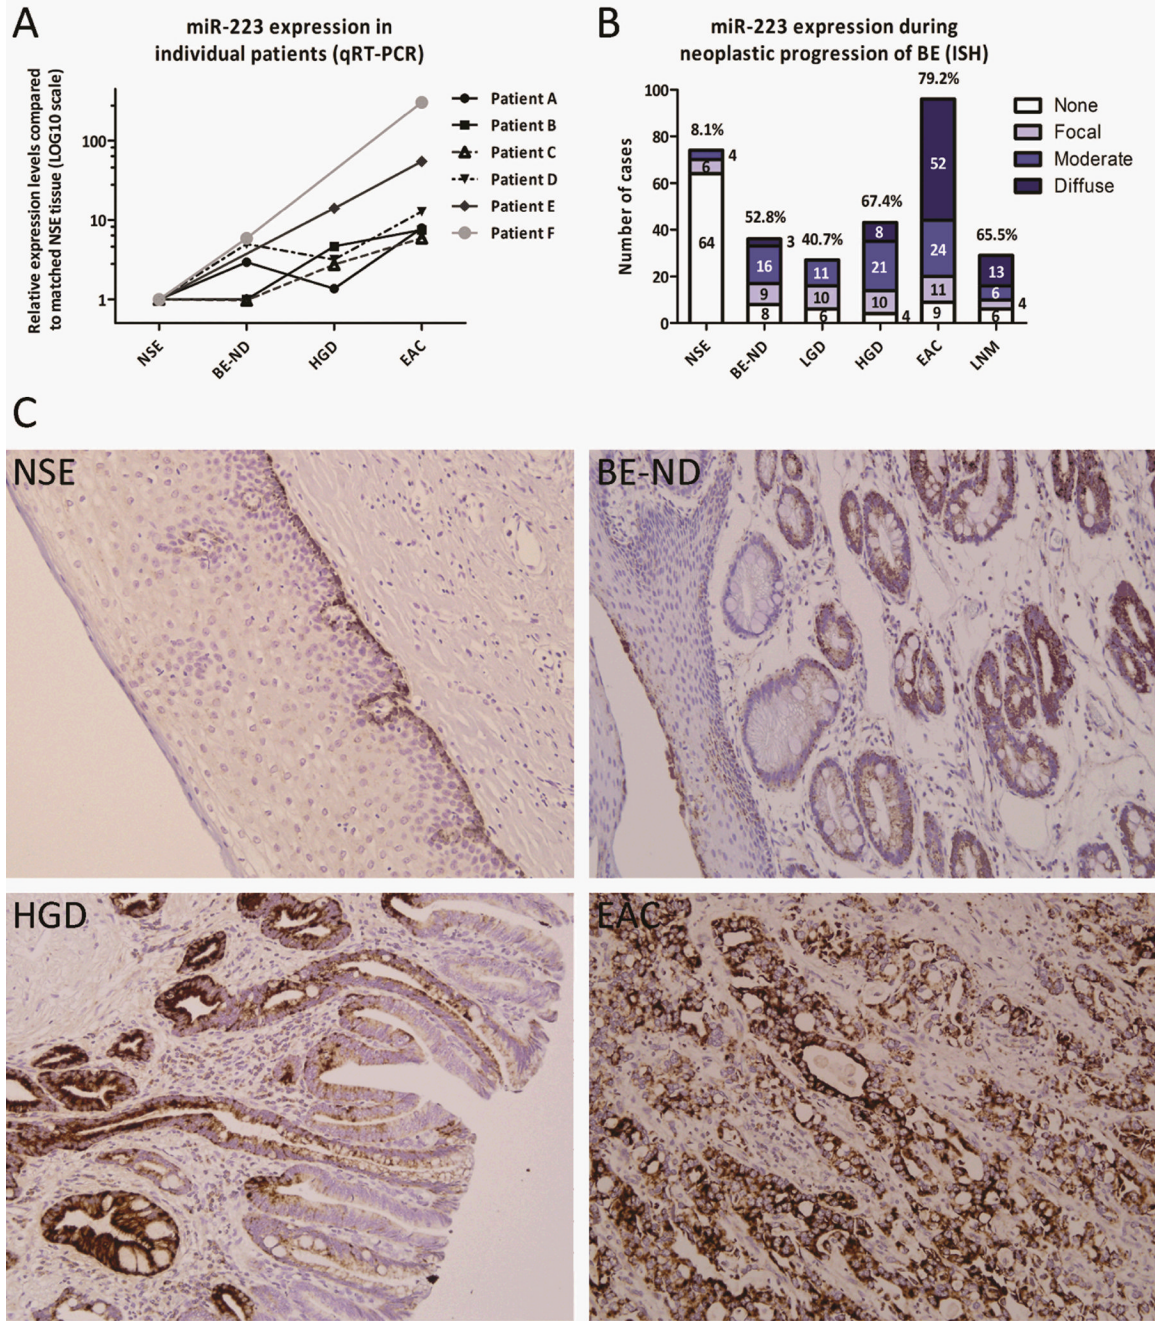 A
miR-223 expression in
individual patients (qRT-PCR)
Relative expression levels compared
to matched NSE tissue (LOG10 scale)
100
10
1
NSE
BE-ND
HGD
EAC
Patient A
Patient B
Patient C
Patient D
Patient E
Patient F
B
miR-223 expression during
neoplastic progression of BE (ISH)
Number of cases
100
80
60
40
20
0
8.1%
4
6
64
52.8%
3
16
9
8
40.7%
11
10
6
67.4%
8
21
10
4
79.2%
52
24
11
9
65.5%
13
6
4
6
NSE
BE-ND
LGD
HGD
EAC
LNM
None
Focal
Moderate
Diffuse
C
NSE
BE-ND
HGD
EAC